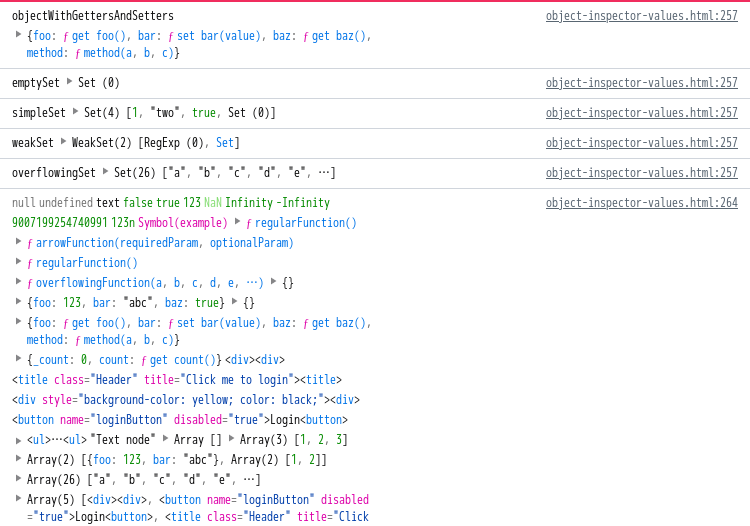 objectWithGettersAndSetters object-inspector-values.html:257
{foo: ƒ get foo(), bar: ƒ set bar(value), baz: ƒ get baz(),
method: ƒ method(a, b, c)}
emptySet Set (0) object-inspector-values.html:257
simpleSet Set(4) [1, "two", true, Set (0)] object-inspector-values.html:257
weakSet WeakSet(2) [RegExp (0), Set] object-inspector-values.html:257
overflowingSet Set(26) ["a", "b", "c", "d", "e", …] object-inspector-values.html:257
null undefined text false true 123 NaN Infinity -Infinity object-inspector-values.html:264
9007199254740991 123n Symbol(example) ƒ regularFunction()
ƒ arrowFunction(requiredParam, optionalParam)
ƒ regularFunction()
ƒ overflowingFunction(a, b, c, d, e, …) {}
{foo: 123, bar: "abc", baz: true} {}
{foo: ƒ get foo(), bar: ƒ set bar(value), baz: ƒ get baz(),
method: ƒ method(a, b, c)}
{_count: 0, count: ƒ get count()} <div><div>
<title class="Header" title="Click me to login"><title>
<div style="background-color: yellow; color: black;"><div>
<button name="loginButton" disabled="true">Login<button>
<ul>…<ul> "Text node" Array [] Array(3) [1, 2, 3]
Array(2) [{foo: 123, bar: "abc"}, Array(2) [1, 2]]
Array(26) ["a", "b", "c", "d", "e", …]
Array(5) [<div><div>, <button name="loginButton" disabled
="true">Login<button>, <title class="Header" title="Click